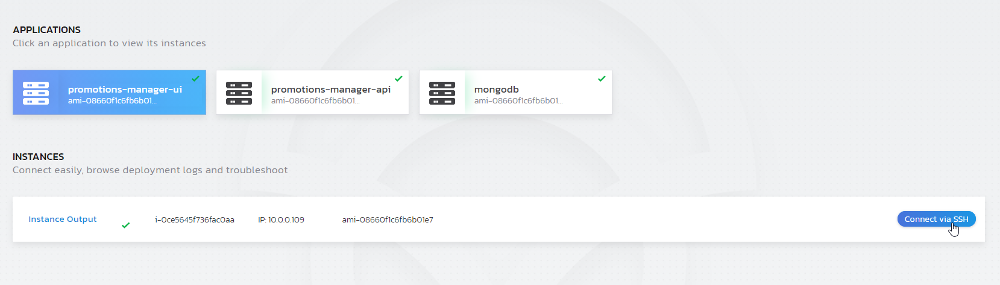 APPLICATIONS
Click an application to view its instances
promotions-manager-ui
ami-08660f1c6fb6b01...
promotions-manager-api
ami-08660f1c6fb6b01...
mongodb
ami-08660f1c6fb6b01...
INSTANCES
Connect easily, browse deployment logs and troubleshoot
Instance Output i-0ce5645f736fac0aa IP: 10.0.0.109 ami-08660f1c6fb6b01e7 Connect via SSH